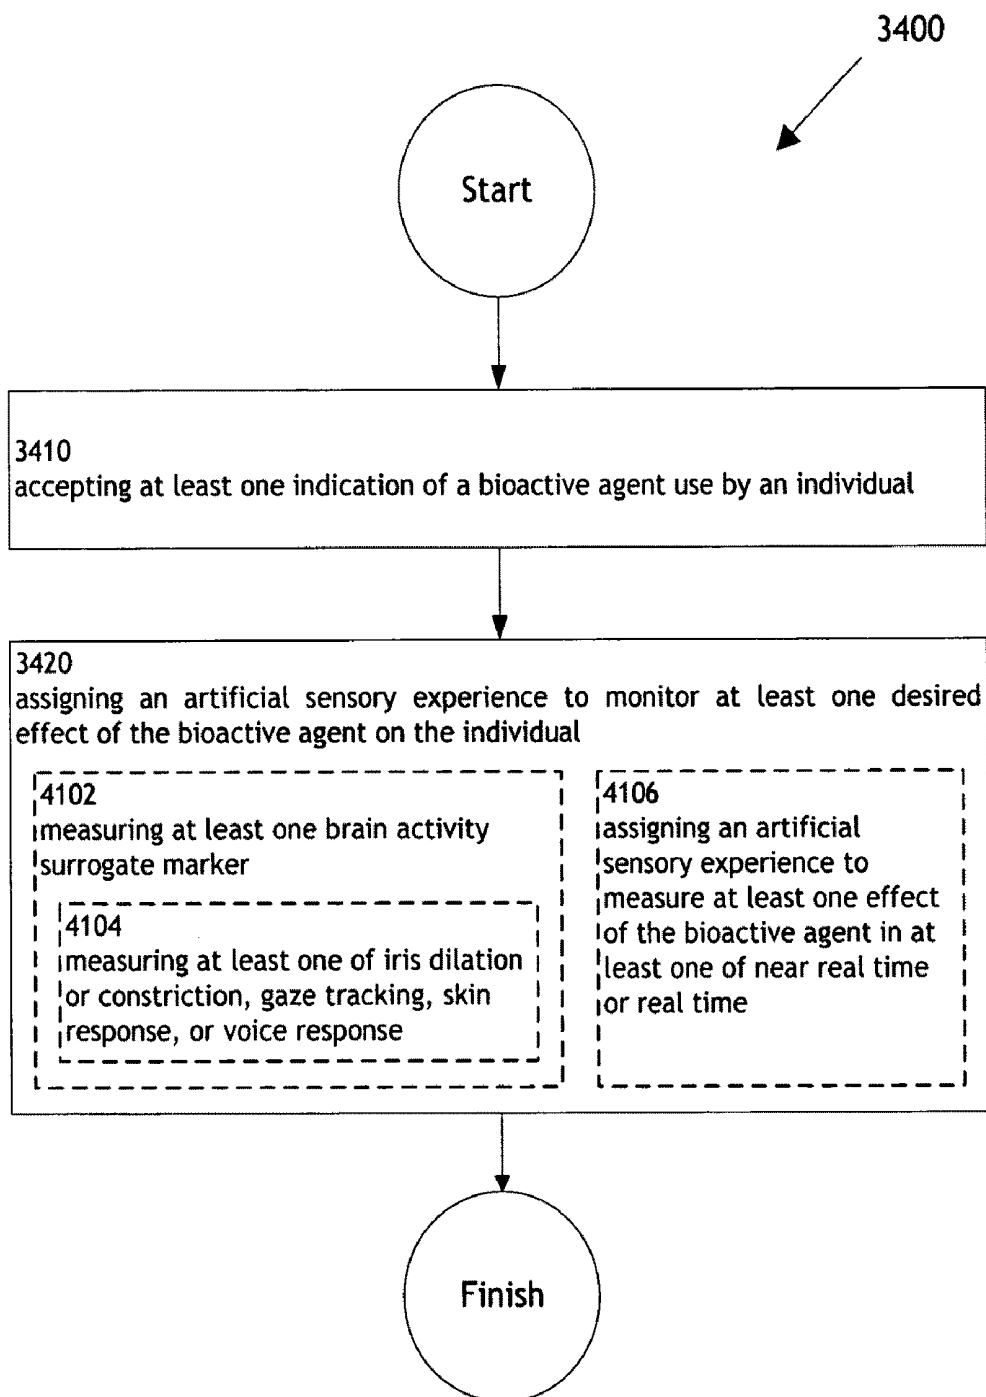 3400
Start
3410
accepting at least one indication of a bioactive agent use by an individual
3420
assigning an artificial sensory experience to monitor at least one desired
effect of the bioactive agent on the individual
4102
measuring at least one brain activity
surrogate marker
4104
measuring at least one of iris dilation
or constriction, gaze tracking, skin
response, or voice response
4106
assigning an artificial
sensory experience to
measure at least one effect
of the bioactive agent in at
least one of near real time
or real time
Finish